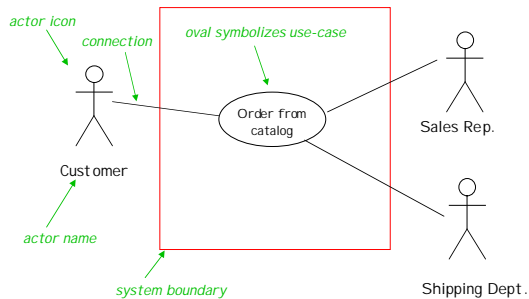 actor icon
connection
oval symbolizes use-case
Order from
catalog
Customer
Sales Rep.
actor name
system boundary
Shipping Dept.